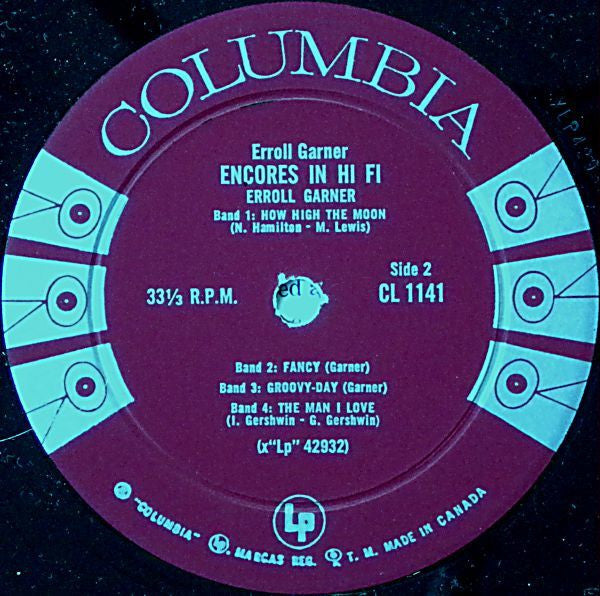 COLUMBIA
Erroll Garner
ENCORES IN HI FI
ERROLL GARNER
Band 1: HOW HIGH THE MOON
(N. Hamilton - M. Lewis)
Side 2
33⅓ R.P.M.
CL 1141
ed a
Band 2: FANCY (Garner)
Band 3: GROOVY-DAY (Garner)
Band 4: THE MAN I LOVE
(I. Gershwin - G. Gershwin)
(x"Lp" 42932)
Lp
"COLUMBIA" Lp. MARCAS REG. T. M. MADE IN CANADA